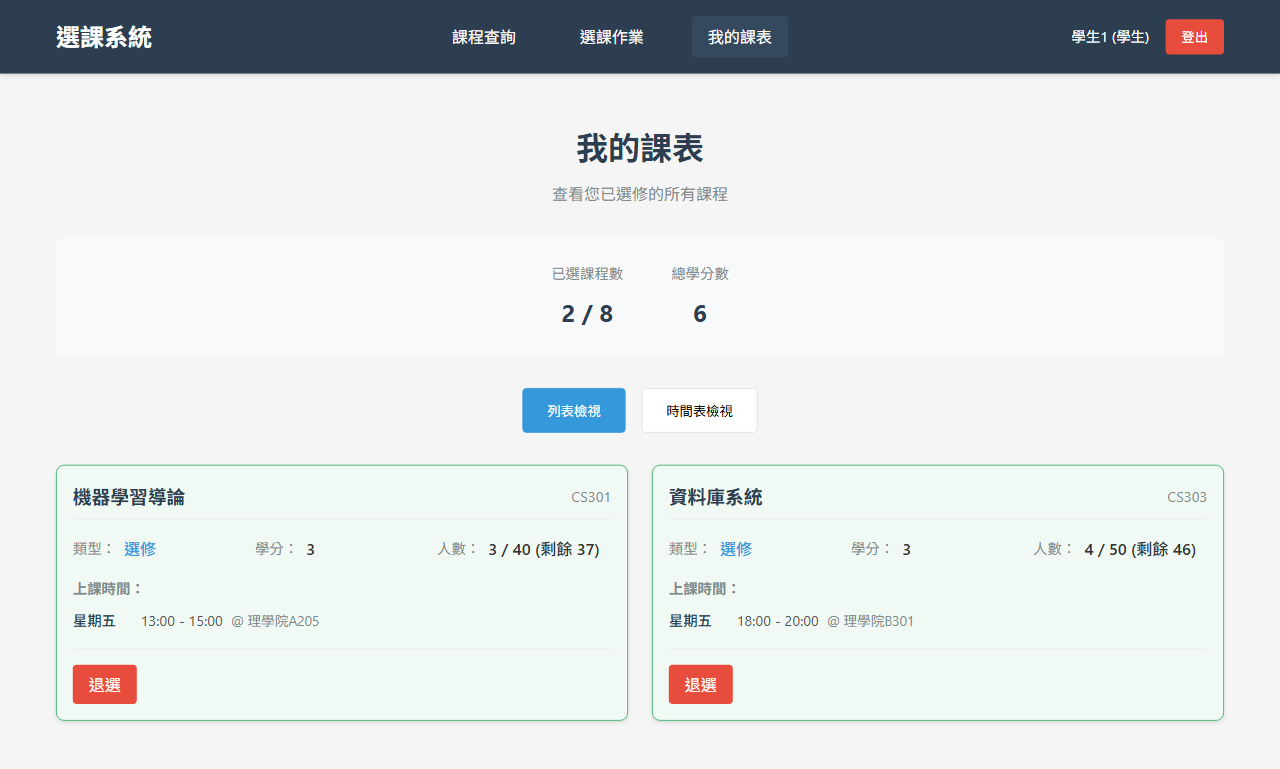 選課系統
課程查詢
選課作業
我的課表
學生1 (學生)
登出
我的課表
查看您已選修的所有課程
已選課程數
總學分數
2 / 8
6
列表檢視
時間表檢視
機器學習導論
CS301
類型： 選修
學分： 3
人數： 3 / 40 (剩餘 37)
上課時間：
星期五 13:00 - 15:00 @ 理學院A205
退選
資料庫系統
CS303
類型： 選修
學分： 3
人數： 4 / 50 (剩餘 46)
上課時間：
星期五 18:00 - 20:00 @ 理學院B301
退選